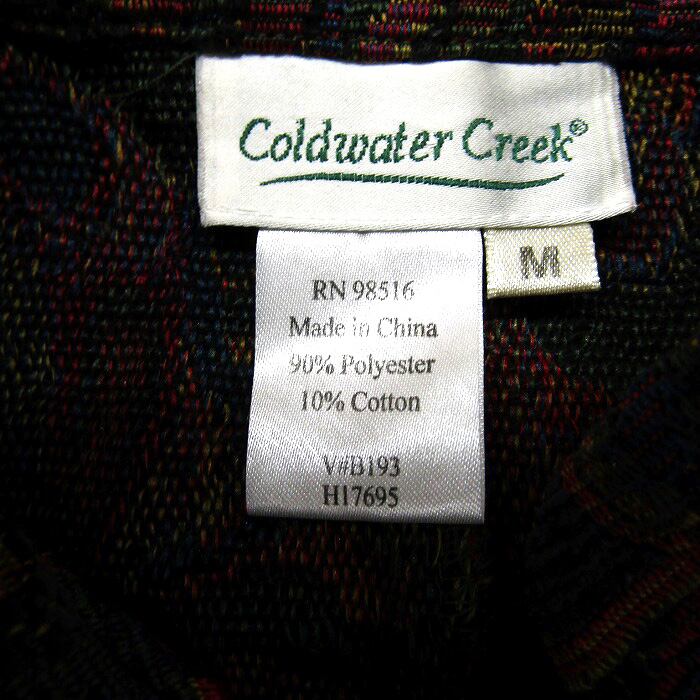 Coldwater Creek®
M
RN 98516
Made in China
90% Polyester
10% Cotton
V#B193
H17695